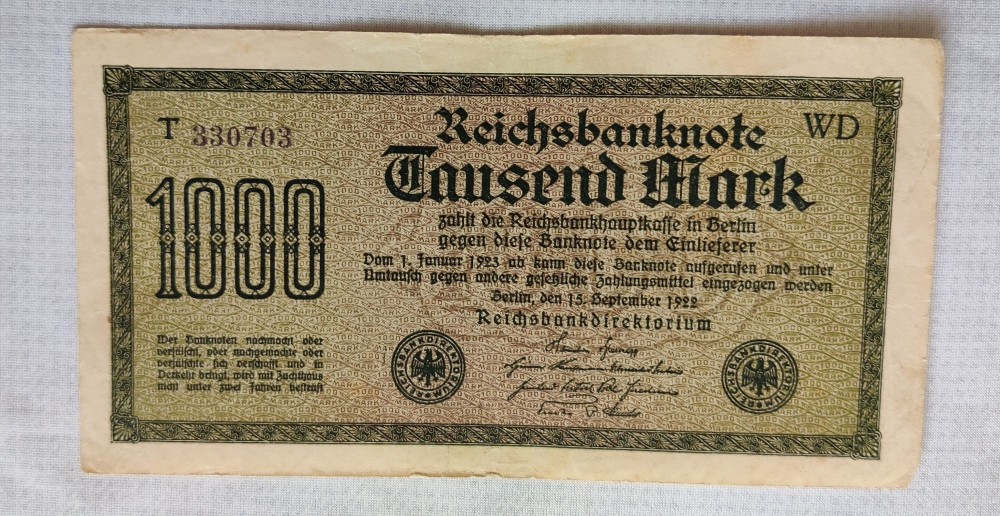 T 330703
WD
Reichsbanknote
Tausend Mark
1000
zahlt die Reichsbankhauptkasse in Berlin
gegen diese Banknote dem Einlieferer
Vom 1. Januar 1923 ab kann diese Banknote aufgerufen und unter
Umtausch gegen andere gesetzliche Zahlungsmittel eingezogen werden
Berlin, den 15. September 1922
Reichsbankdirektorium
Wer Banknoten nachmacht oder
verfälscht, oder nachgemachte oder
verfälschte sich verschafft und in
Verkehr bringt, wird mit Zuchthaus
nicht unter zwei Jahren bestraft
REICHSBANKDIREKTORIUM
REICHSBANKDIREKTORIUM